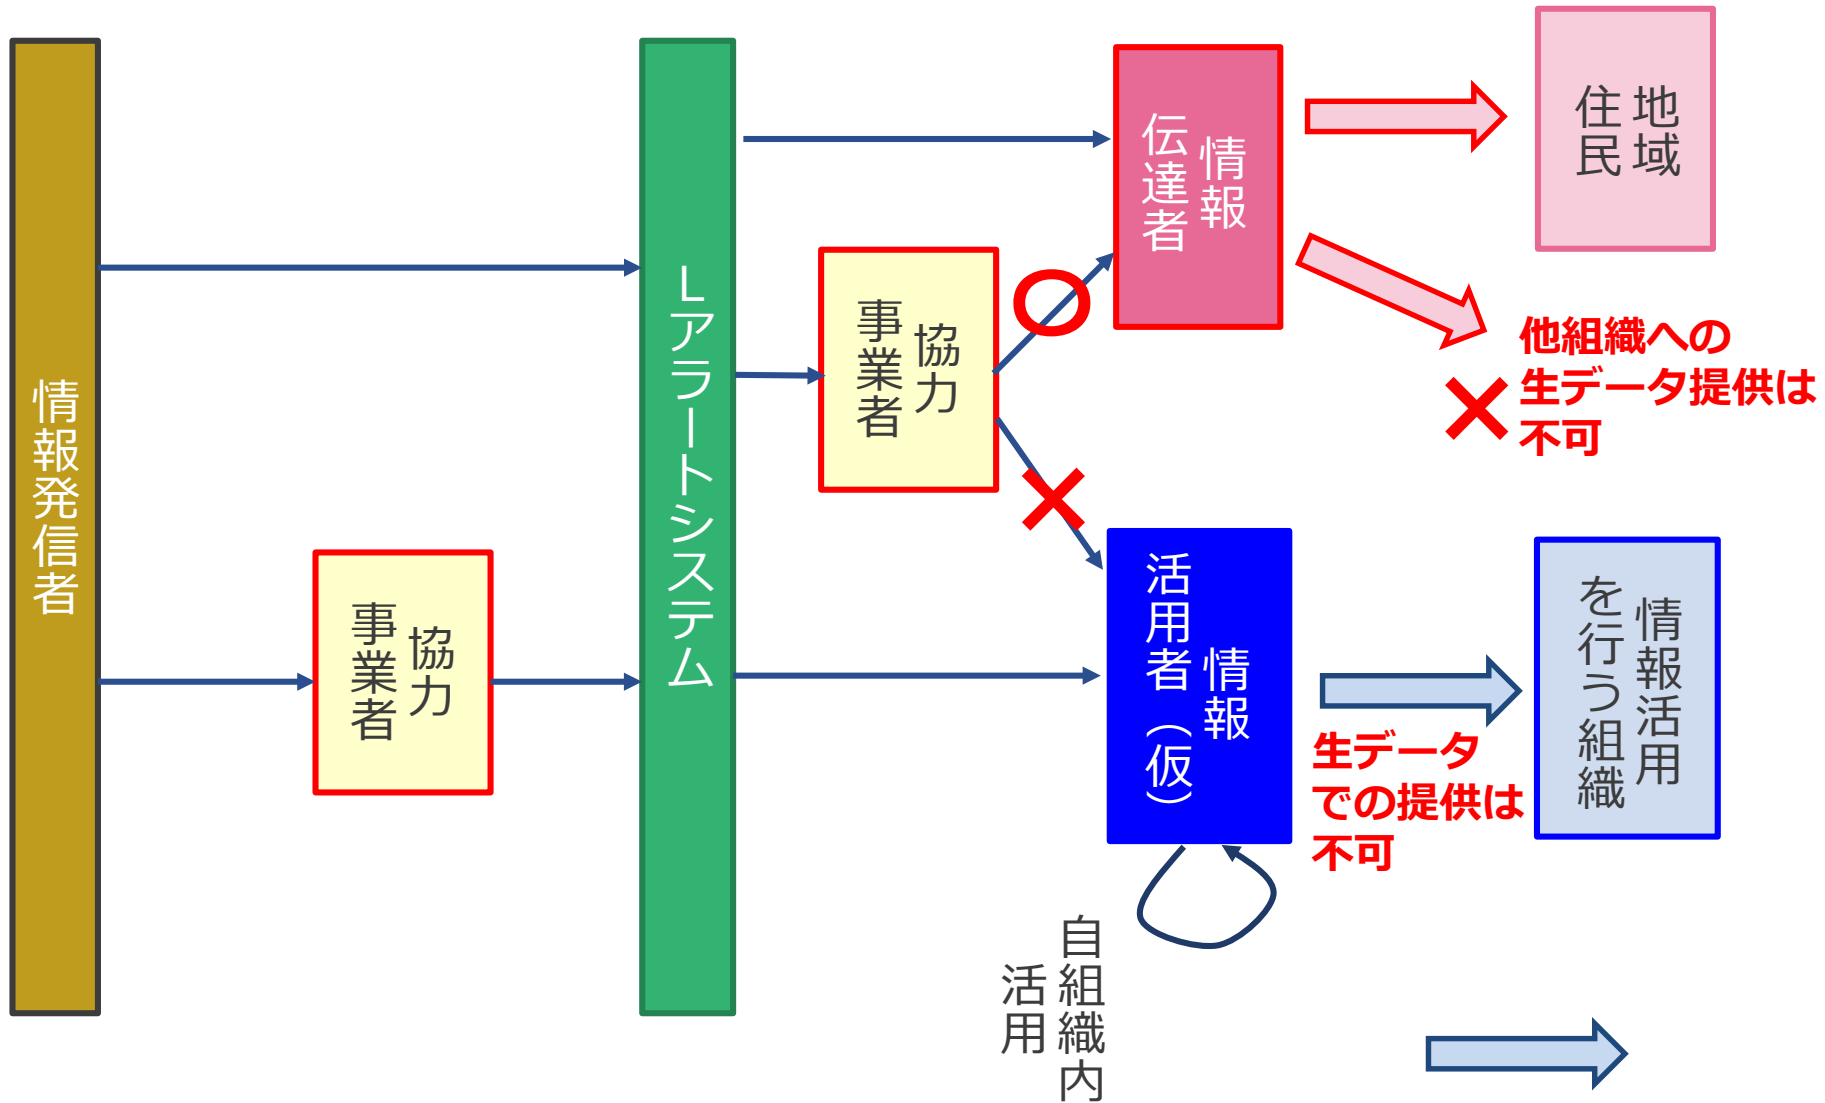 情報発信者
協力
事業者
Lアラートシステム
協力
事業者
情報
伝達者
地域
住民
他組織への
生データ提供は
不可
情報
活用者（仮）
生データ
での提供は
不可
情報活用
を行う組織
自組織内
活用